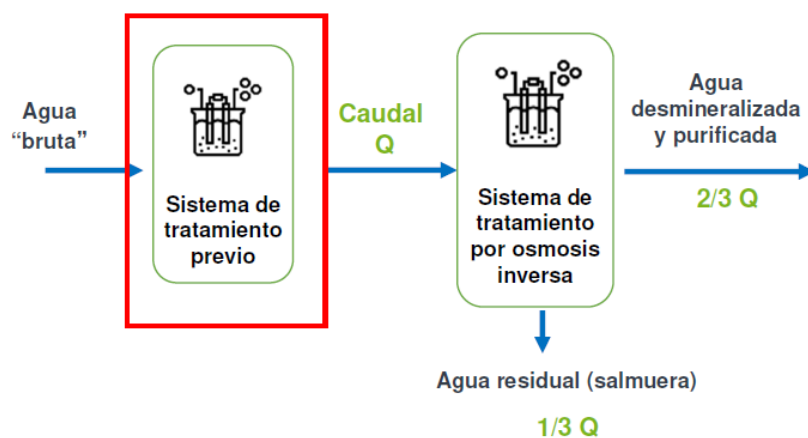 Agua
“bruta”
Sistema de
tratamiento
previo
Caudal
Q
Sistema de
tratamiento
por osmosis
inversa
Agua
desmineralizada
y purificada
2/3 Q
Agua residual (salmuera)
1/3 Q